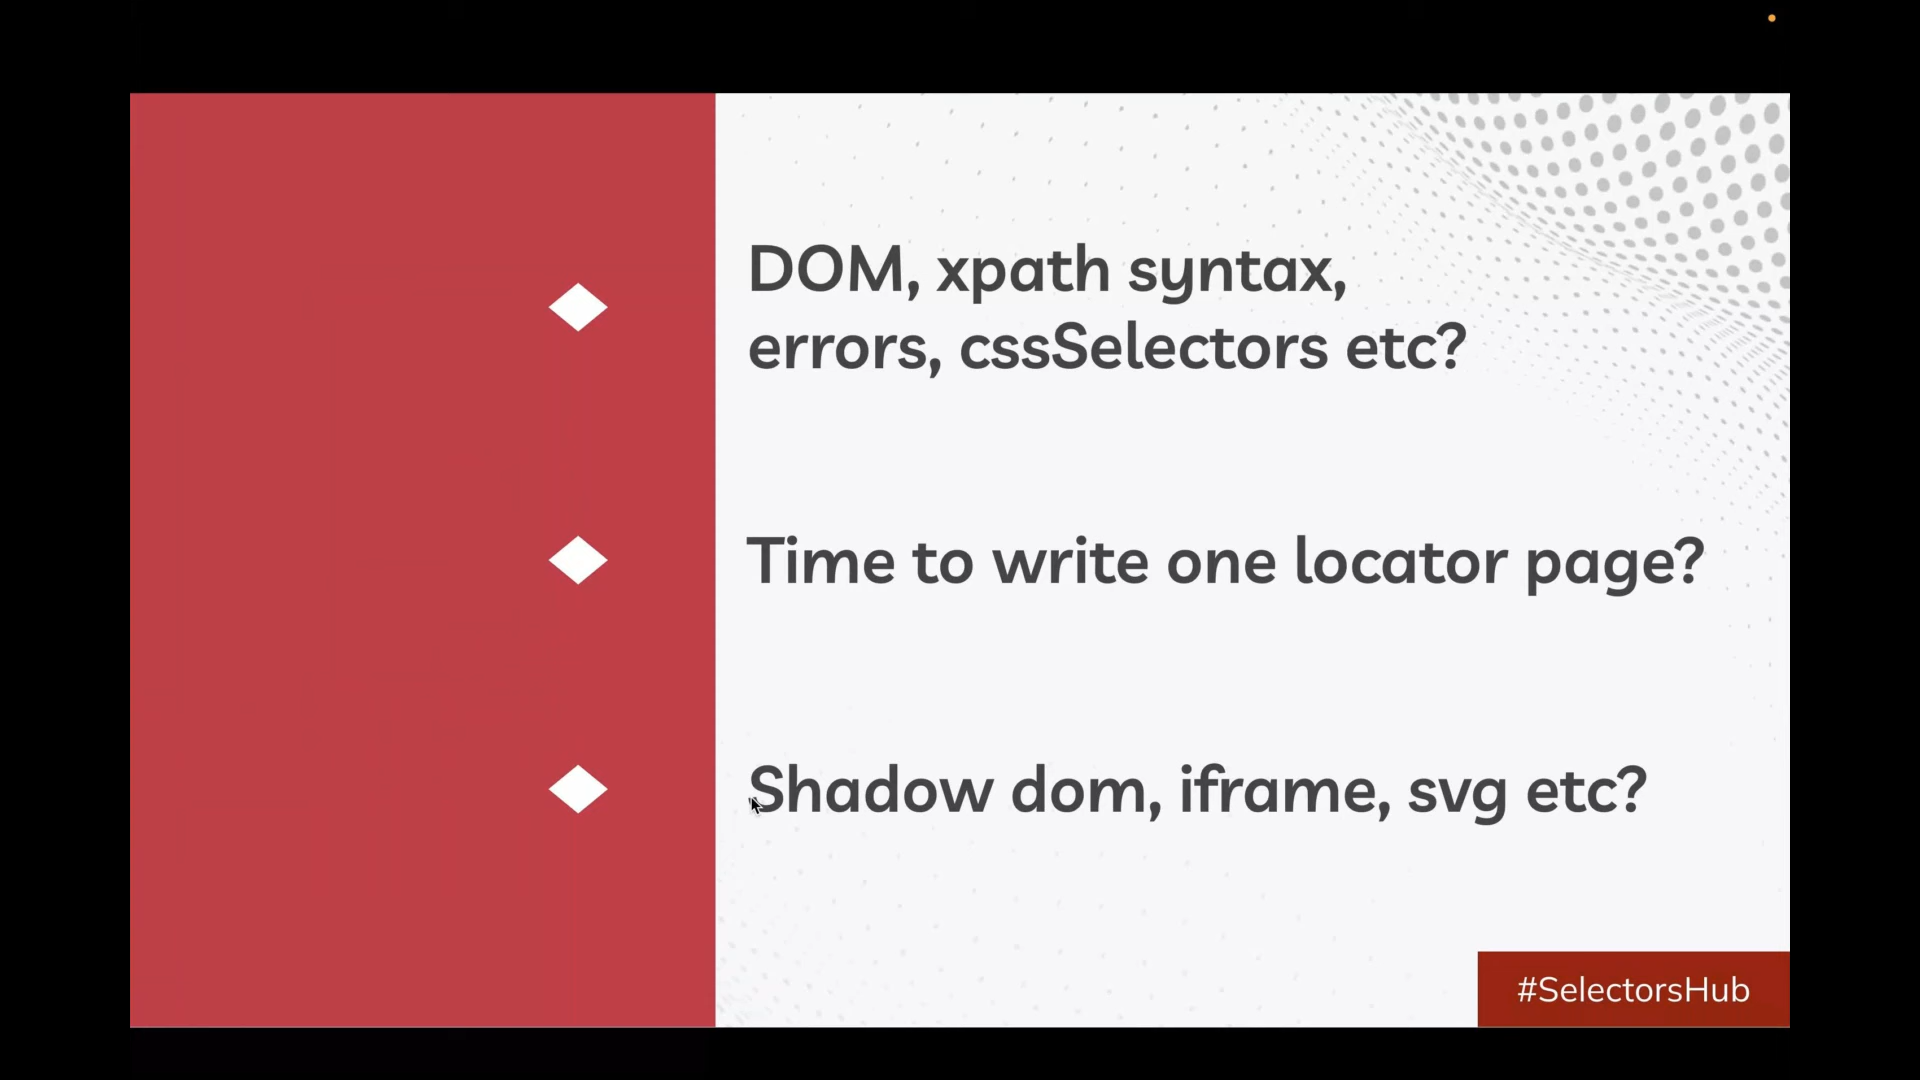 DOM, xpath syntax,
errors, cssSelectors etc?
Time to write one locator page?
Shadow dom, iframe, svg etc?
#SelectorsHub